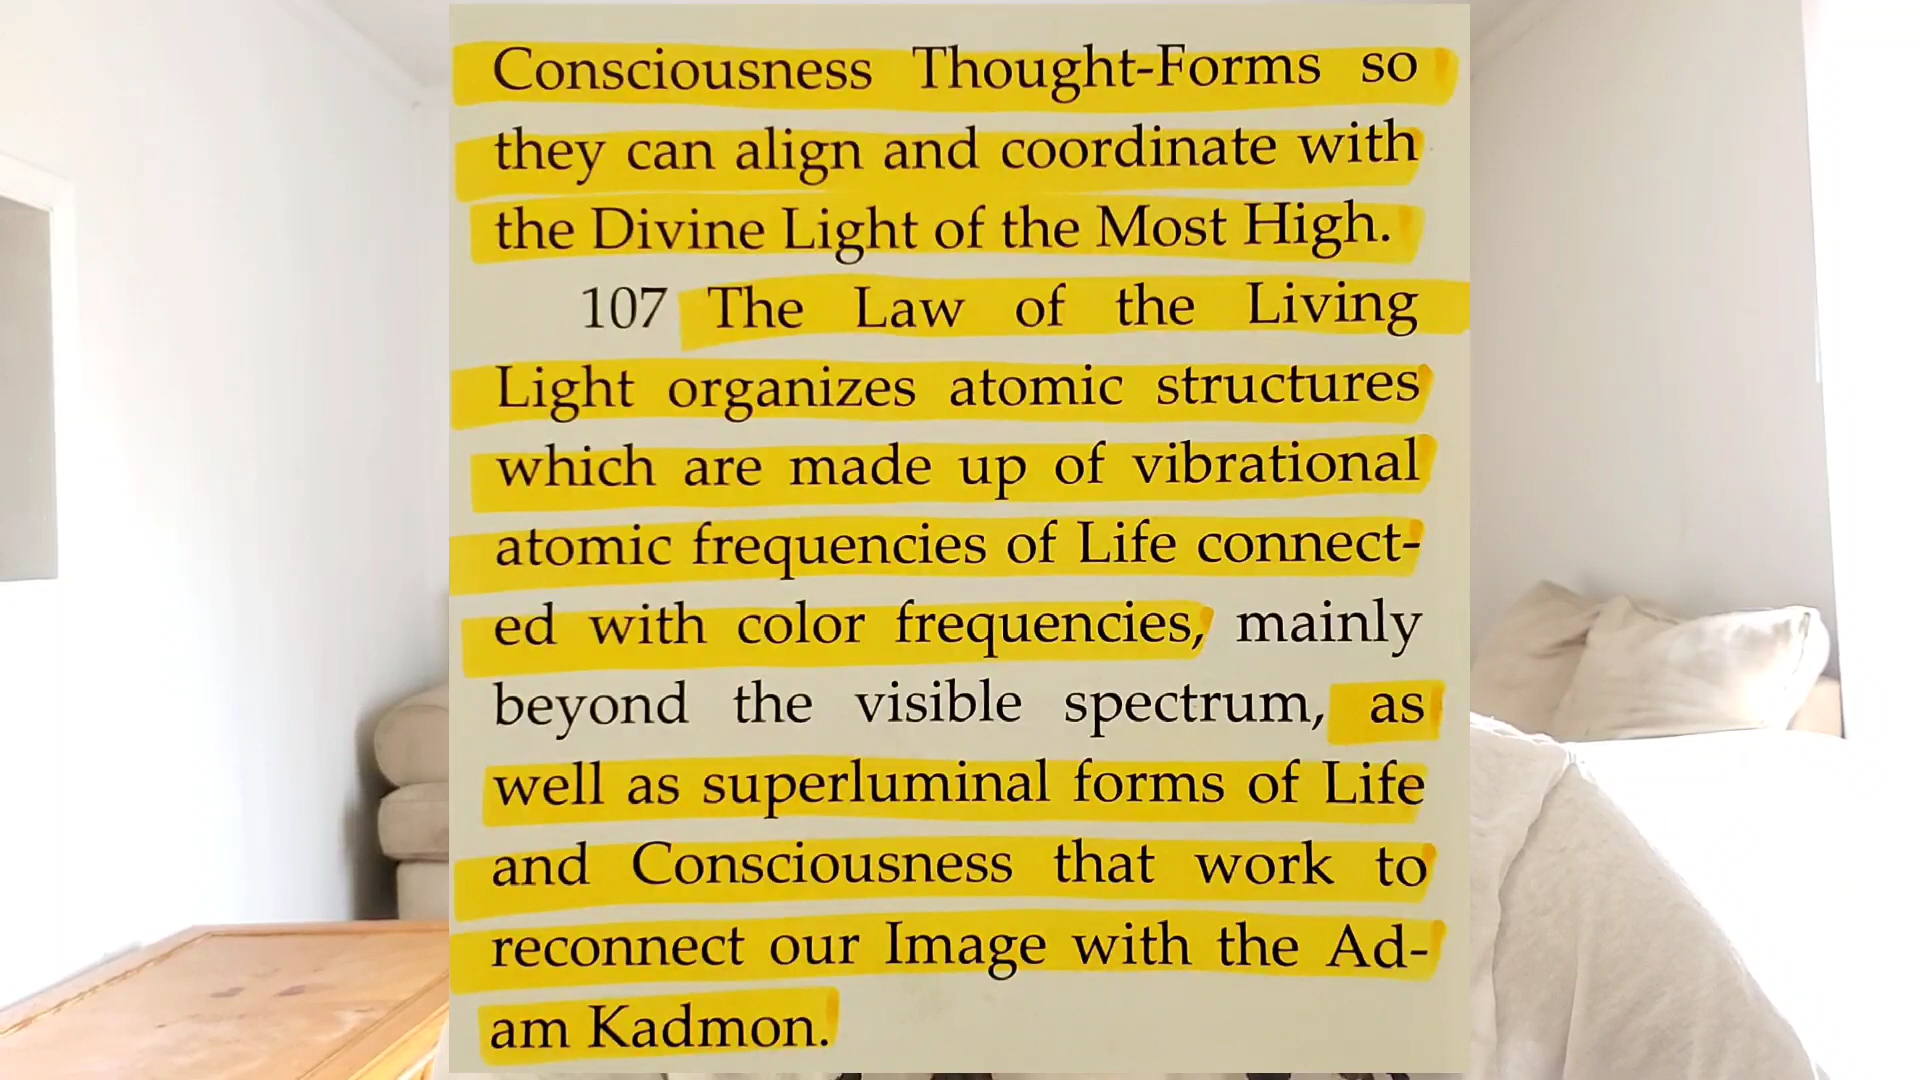 Consciousness Thought-Forms so
they can align and coordinate with
the Divine Light of the Most High.
107 The Law of the Living
Light organizes atomic structures
which are made up of vibrational
atomic frequencies of Life connect-
ed with color frequencies, mainly
beyond the visible spectrum, as
well as superluminal forms of Life
and Consciousness that work to
reconnect our Image with the Ad-
am Kadmon.